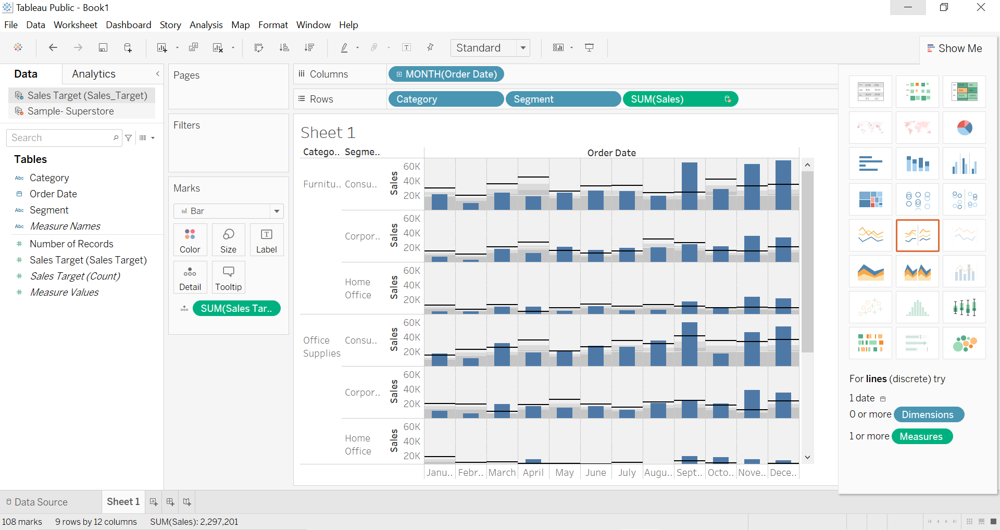 Tableau Public - Book1
File Data Worksheet Dashboard Story Analysis Map Format Window Help
Standard
Show Me
Data Analytics
Sales Target (Sales_Target)
Sample- Superstore
Search
Tables
Abc Category
Order Date
Abc Segment
Abc Measure Names
# Number of Records
# Sales Target (Sales Target)
# Sales Target (Count)
# Measure Values
Pages
Filters
Marks
Bar
Color Size Label
Detail Tooltip
SUM(Sales Tar..
Columns MONTH(Order Date)
Rows Category Segment SUM(Sales)
Sheet 1
Catego.. Segme.. Order Date
Furnitu.. Consu.. Sales 60K 40K 20K
Corpor.. Sales 60K 40K 20K
Home Office Sales 60K 40K 20K
Office Supplies Consu.. Sales 60K 40K 20K
Corpor.. Sales 60K 40K 20K
Home Office Sales 60K 40K 20K
Janu.. Febr.. March April May June July Augu.. Sept.. Octo.. Nove.. Dece..
For lines (discrete) try
1 date
0 or more Dimensions
1 or more Measures
Data Source Sheet 1
108 marks 9 rows by 12 columns SUM(Sales): 2,297,201